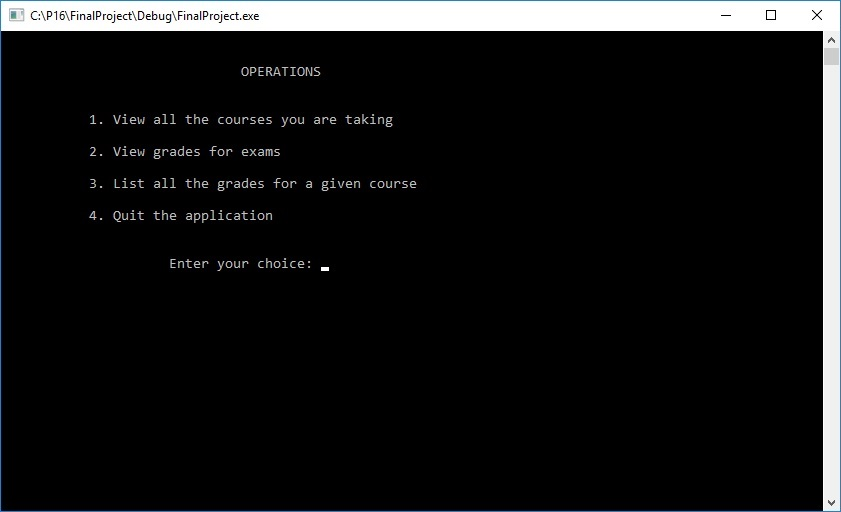 C:\P16\FinalProject\Debug\FinalProject.exe
OPERATIONS
1. View all the courses you are taking
2. View grades for exams
3. List all the grades for a given course
4. Quit the application
Enter your choice: